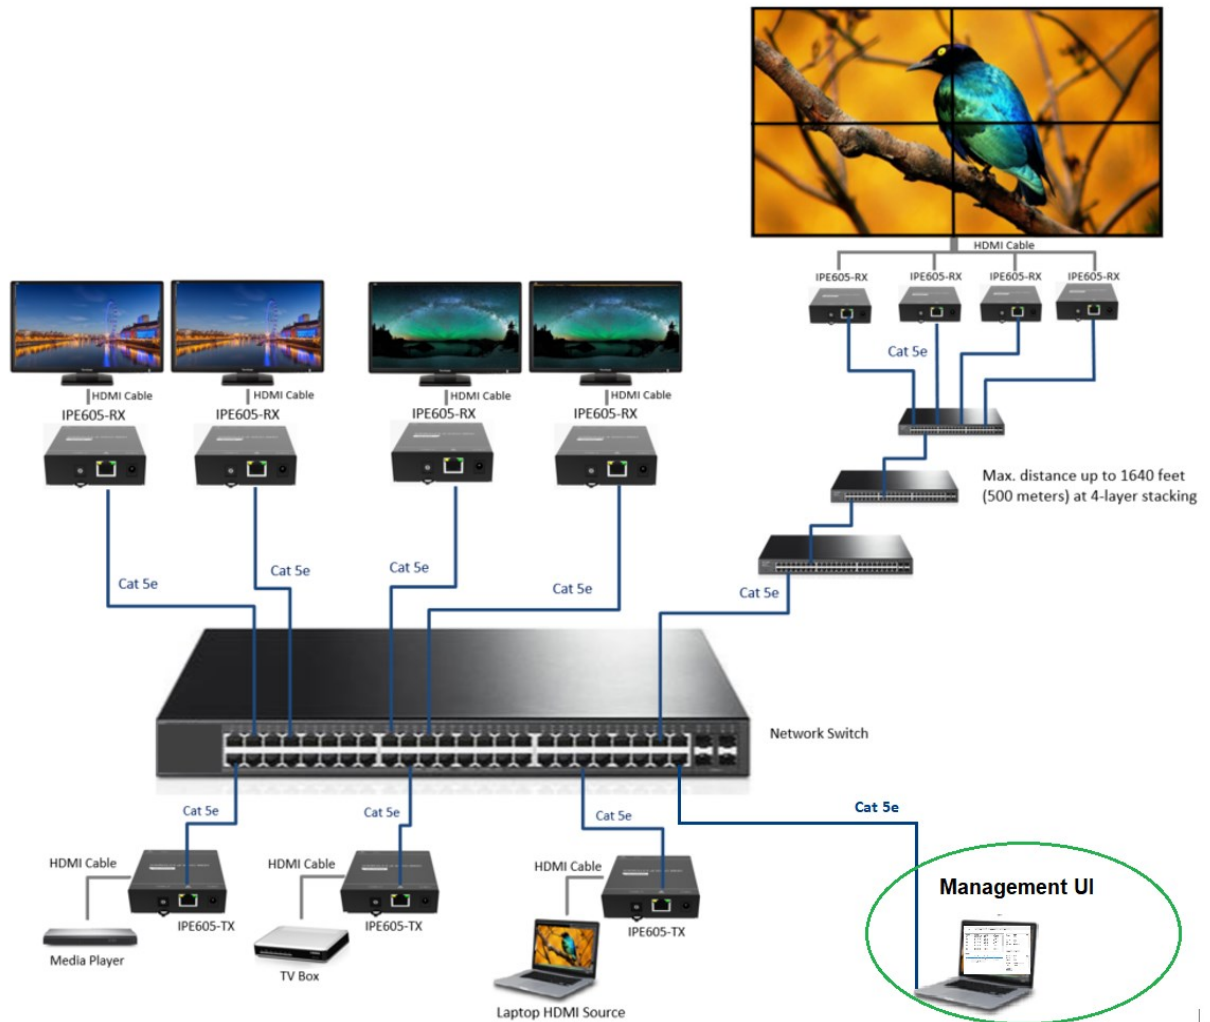 HDMI Cable
IPE605-RX
IPE605-RX
IPE605-RX
IPE605-RX
Cat 5e
HDMI Cable
HDMI Cable
HDMI Cable
HDMI Cable
IPE605-RX
IPE605-RX
IPE605-RX
IPE605-RX
Max. distance up to 1640 feet
(500 meters) at 4-layer stacking
Cat 5e
Cat 5e
Cat 5e
Cat 5e
Cat 5e
Network Switch
Cat 5e
Cat 5e
Cat 5e
Cat 5e
HDMI Cable
HDMI Cable
HDMI Cable
Management UI
IPE605-TX
IPE605-TX
IPE605-TX
Media Player
TV Box
Laptop HDMI Source